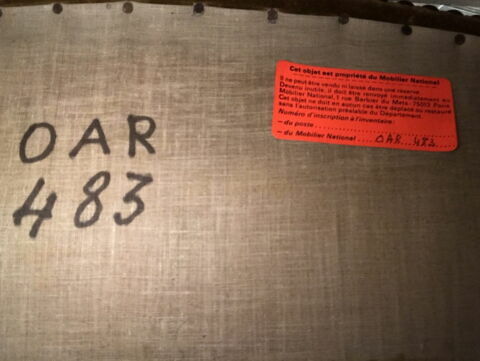 OAR
483
Cet objet est propriété du Mobilier National
Il ne peut être vendu ni laissé dans une réserve.
Devenu inutile, il doit être renvoyé immédiatement au
Mobilier National, 1 rue Berbier du Mets - 75013 Paris
Cet objet ne doit en aucun cas être déplacé ou restauré
sans l'autorisation préalable du Département.
Numéro d'inscription à l'inventaire:
— du poste
— du Mobilier National OAR 483